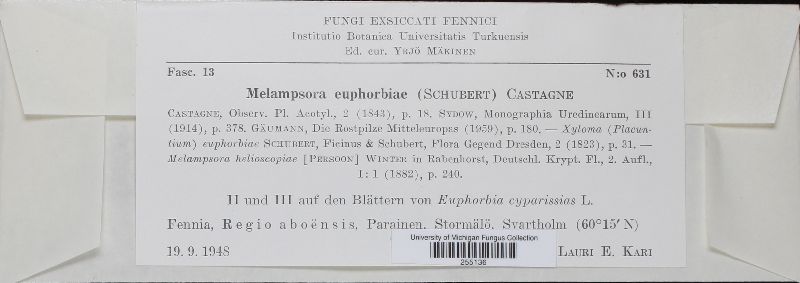 FUNGI EXSICCATI FENNICI
Institutio Botanica Universitatis Turkuensis
Ed. cur. YRJÖ MÄKINEN
Fasc. 13 N:o 631
Melampsora euphorbiae (SCHUBERT) CASTAGNE
CASTAGNE, Observ. Pl. Acotyl., 2 (1843), p. 18. SYDOW, Monographia Uredinearum, III
(1914), p. 378. GÄUMANN, Die Rostpilze Mitteleuropas (1959), p. 180. — Xyloma (Placun-
tium) euphorbiae SCHUBERT, Ficinus & Schubert, Flora Gegend Dresden, 2 (1823), p. 31. —
Melampsora helioscopiae [PERSOON] WINTER in Rabenhorst, Deutschl. Krypt. Fl., 2. Aufl.,
1: 1 (1882), p. 240.
II und III auf den Blättern von Euphorbia cyparissias L.
Fennia, Regio aboënsis, Parainen, Stormälö, Svartholm (60°15′ N)
19. 9. 1948 LAURI E. KARI
University of Michigan Fungus Collection
255136